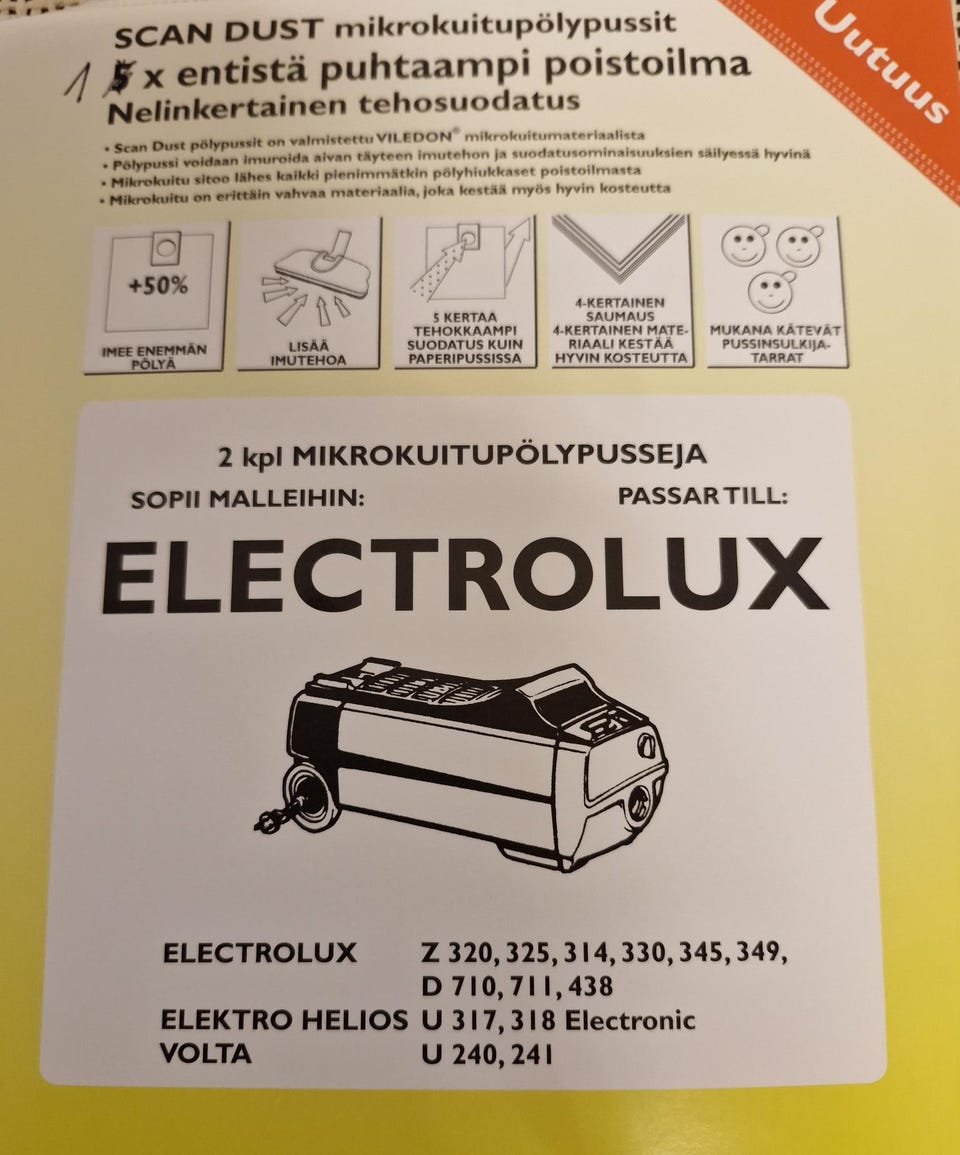 SCAN DUST mikrokuitupölypussit
1 5 x entistä puhtaampi poistoilma
Nelinkertainen tehosuodatus
Uutuus
• Scan Dust pölypussit on valmistettu VILEDON® mikrokuitumateriaalista
• Pölypussi voidaan imuroida aivan täyteen imutehon ja suodatusominaisuuksien säilyessä hyvinä
• Mikrokuitu sitoo lähes kaikki pienimmätkin pölyhiukkaset poistoilmasta
• Mikrokuitu on erittäin vahvaa materiaalia, joka kestää myös hyvin kosteutta
+50%
IMEE ENEMMÄN
PÖLYÄ
LISÄÄ
IMUTEHOA
5 KERTAA
TEHOKKAAMPI
SUODATUS KUIN
PAPERIPUSSISSA
4-KERTAINEN
SAUMAUS
4-KERTAINEN MATE-
RIAALI KESTÄÄ
HYVIN KOSTEUTTA
MUKANA KÄTEVÄT
PUSSINSULKIJA-
TARRAT
2 kpl MIKROKUITUPÖLYPUSSEJA
SOPII MALLEIHIN: PASSAR TILL:
ELECTROLUX
ELECTROLUX Z 320, 325, 314, 330, 345, 349,
D 710, 711, 438
ELEKTRO HELIOS U 317, 318 Electronic
VOLTA U 240, 241